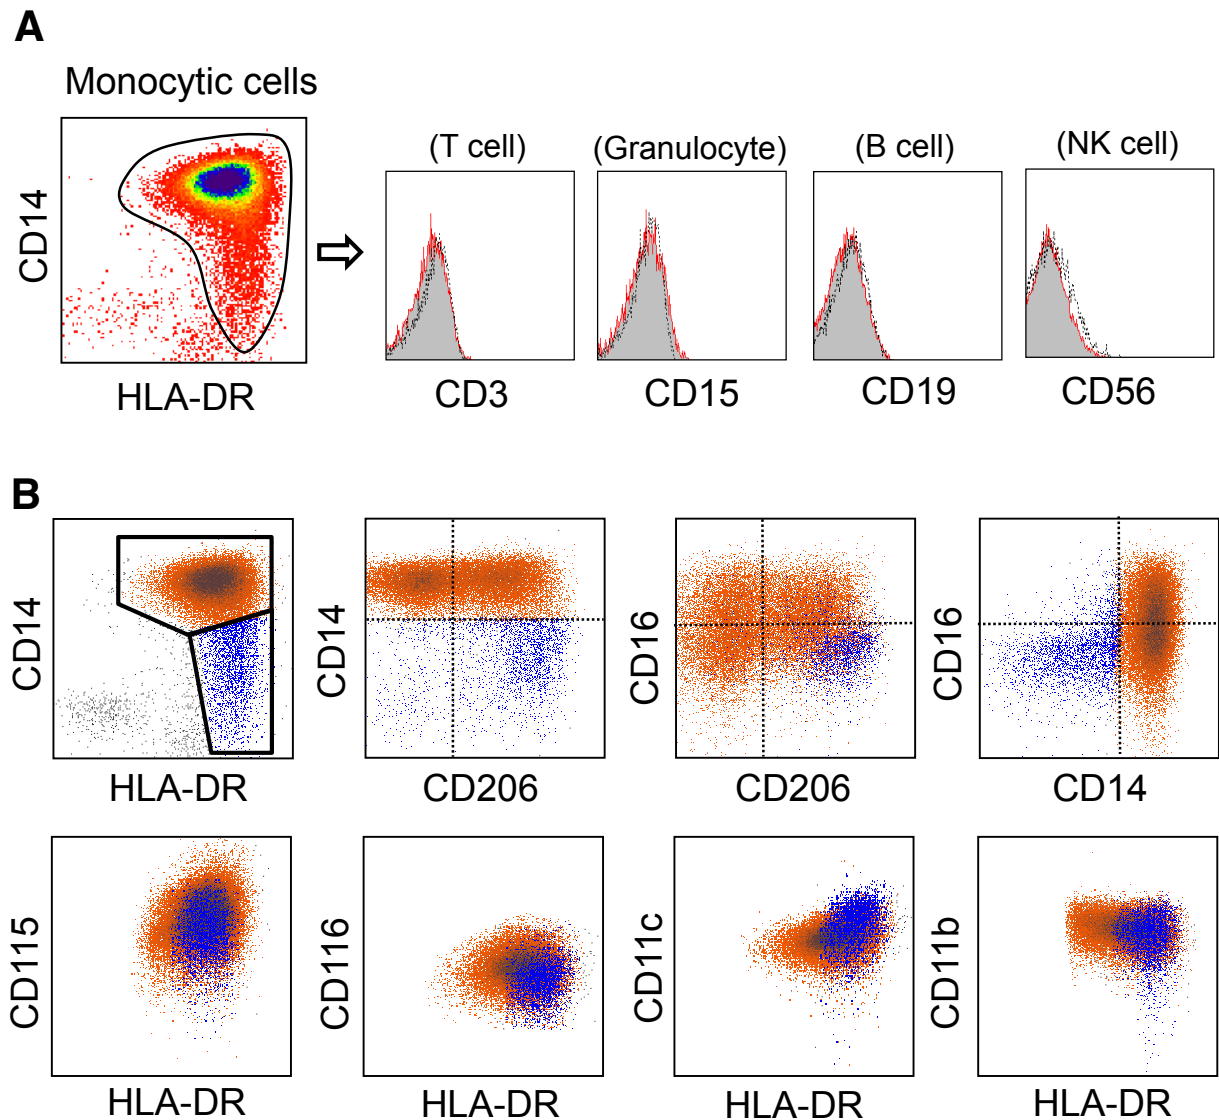 A
Monocytic cells
(T cell)
(Granulocyte)
(B cell)
(NK cell)
CD14
HLA-DR
CD3
CD15
CD19
CD56
B
CD14
HLA-DR
CD14
CD206
CD16
CD206
CD16
CD14
CD115
HLA-DR
CD116
HLA-DR
CD11c
HLA-DR
CD11b
HLA-DR